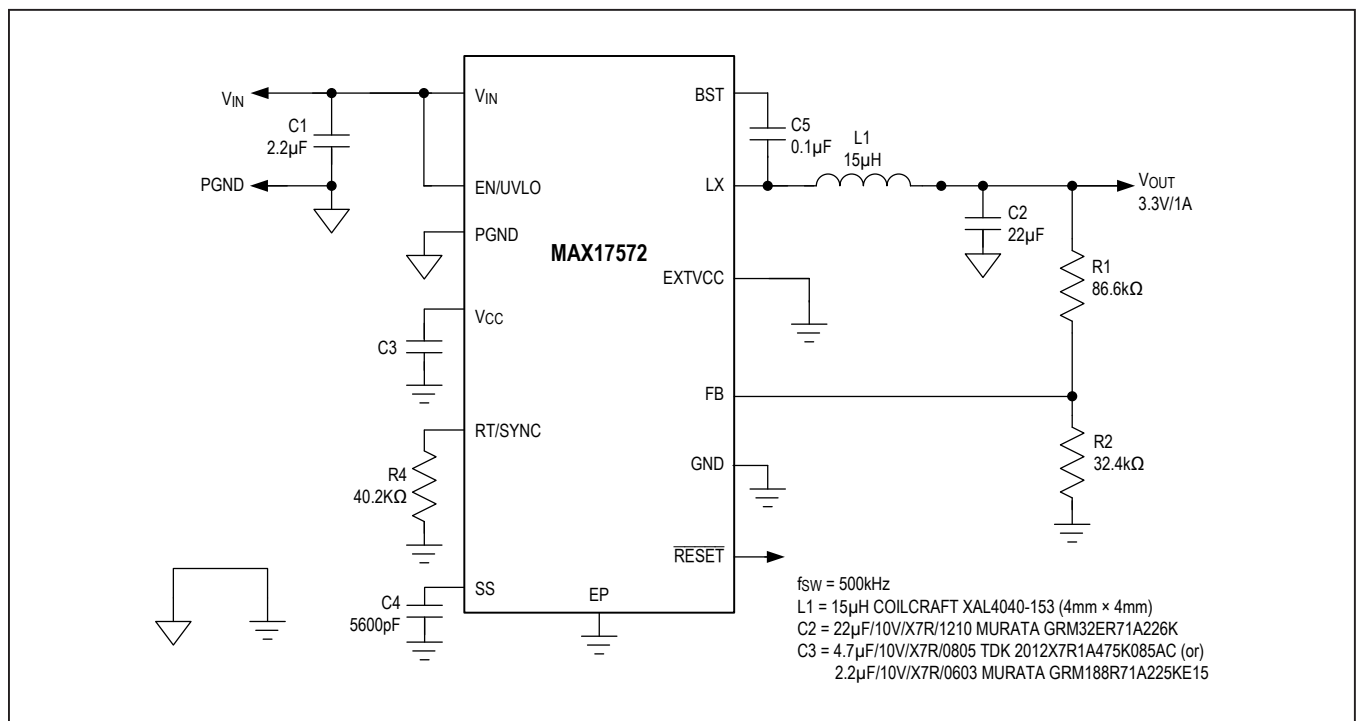 VIN
C1
2.2µF
PGND
VIN
EN/UVLO
PGND
VCC
C3
RT/SYNC
R4
40.2KΩ
SS
C4
5600pF
MAX17572
EP
BST
C5
0.1µF
LX
L1
15µH
VOUT
3.3V/1A
C2
22µF
EXTVCC
R1
86.6kΩ
FB
R2
32.4kΩ
GND
RESET
fSW = 500kHz
L1 = 15µH COILCRAFT XAL4040-153 (4mm × 4mm)
C2 = 22µF/10V/X7R/1210 MURATA GRM32ER71A226K
C3 = 4.7µF/10V/X7R/0805 TDK 2012X7R1A475K085AC (or)
2.2µF/10V/X7R/0603 MURATA GRM188R71A225KE15